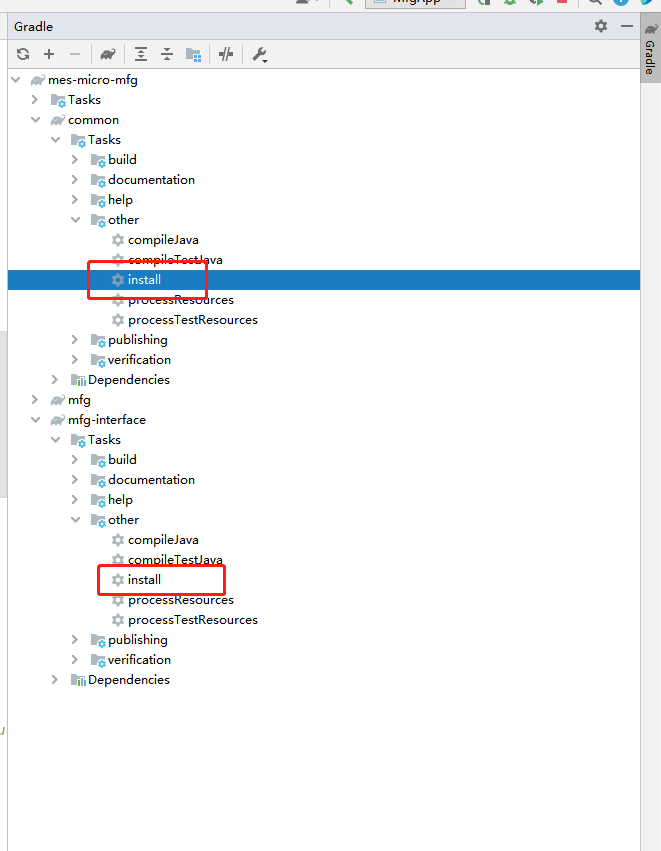 MfgApp
Gradle
Gradle
mes-micro-mfg
Tasks
common
Tasks
build
documentation
help
other
compileJava
compileTestJava
install
processResources
processTestResources
publishing
verification
Dependencies
mfg
mfg-interface
Tasks
build
documentation
help
other
compileJava
compileTestJava
install
processResources
processTestResources
publishing
verification
Dependencies